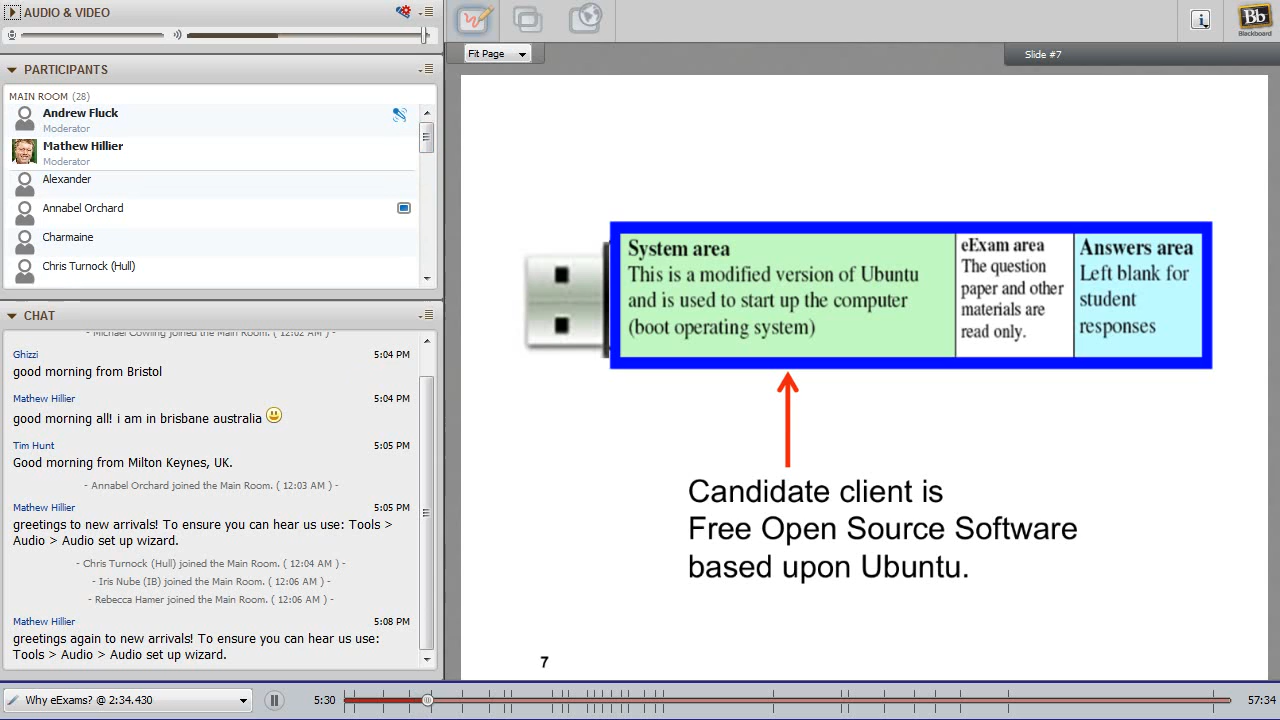 AUDIO & VIDEO
PARTICIPANTS
MAIN ROOM (28)
Andrew Fluck
Moderator
Mathew Hillier
Moderator
Alexander
Annabel Orchard
Charmaine
Chris Turnock (Hull)
CHAT
- Michael Cowling joined the Main Room. ( 12:02 AM ) -
Ghizzi 5:04 PM
good morning from Bristol
Mathew Hillier 5:04 PM
good morning all! i am in brisbane australia
Tim Hunt 5:05 PM
Good morning from Milton Keynes, UK.
- Annabel Orchard joined the Main Room. ( 12:03 AM ) -
Mathew Hillier 5:05 PM
greetings to new arrivals! To ensure you can hear us use: Tools >
Audio > Audio set up wizard.
- Chris Turnock (Hull) joined the Main Room. ( 12:04 AM ) -
- Iris Nube (IB) joined the Main Room. ( 12:06 AM ) -
- Rebecca Hamer joined the Main Room. ( 12:06 AM ) -
Mathew Hillier 5:08 PM
greetings again to new arrivals! To ensure you can hear us use:
Tools > Audio > Audio set up wizard.
Why eExams? @ 2:34.430
5:30
57:34
Bb
Blackboard
Fit Page
Slide #7
System area
This is a modified version of Ubuntu
and is used to start up the computer
(boot operating system)
eExam area
The question
paper and other
materials are
read only.
Answers area
Left blank for
student
responses
Candidate client is
Free Open Source Software
based upon Ubuntu.
7